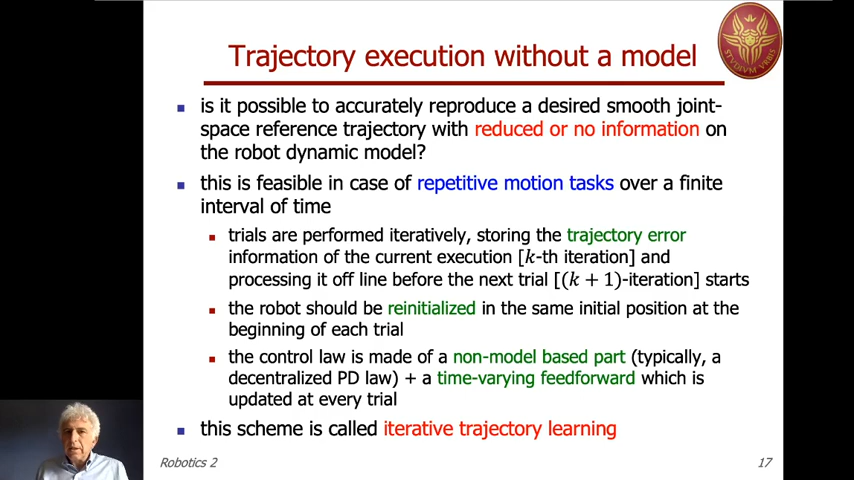 STVDIVM VRBIS
Trajectory execution without a model
is it possible to accurately reproduce a desired smooth joint-
space reference trajectory with reduced or no information on
the robot dynamic model?
this is feasible in case of repetitive motion tasks over a finite
interval of time
trials are performed iteratively, storing the trajectory error
information of the current execution [k-th iteration] and
processing it off line before the next trial [(k + 1)-iteration] starts
the robot should be reinitialized in the same initial position at the
beginning of each trial
the control law is made of a non-model based part (typically, a
decentralized PD law) + a time-varying feedforward which is
updated at every trial
this scheme is called iterative trajectory learning
Robotics 2
17